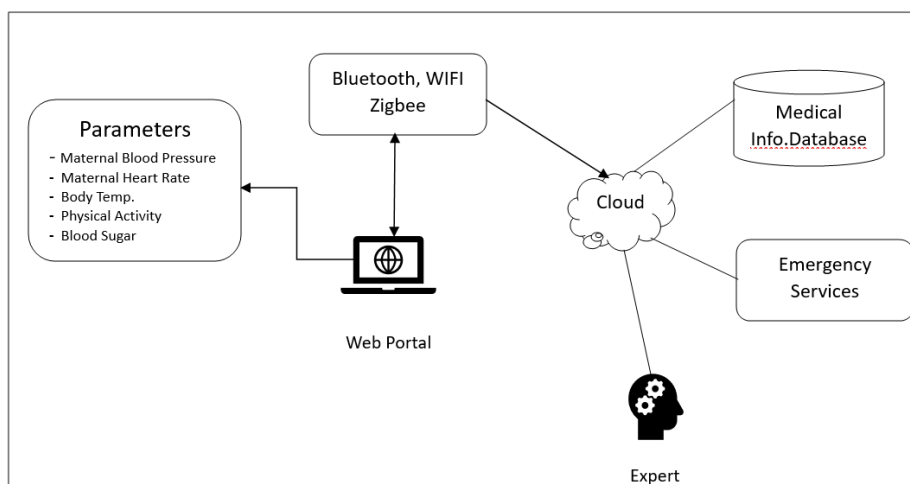 Parameters
- Maternal Blood Pressure
- Maternal Heart Rate
- Body Temp.
- Physical Activity
- Blood Sugar
Bluetooth, WIFI
Zigbee
Web Portal
Cloud
Medical
Info.Database
Emergency
Services
Expert